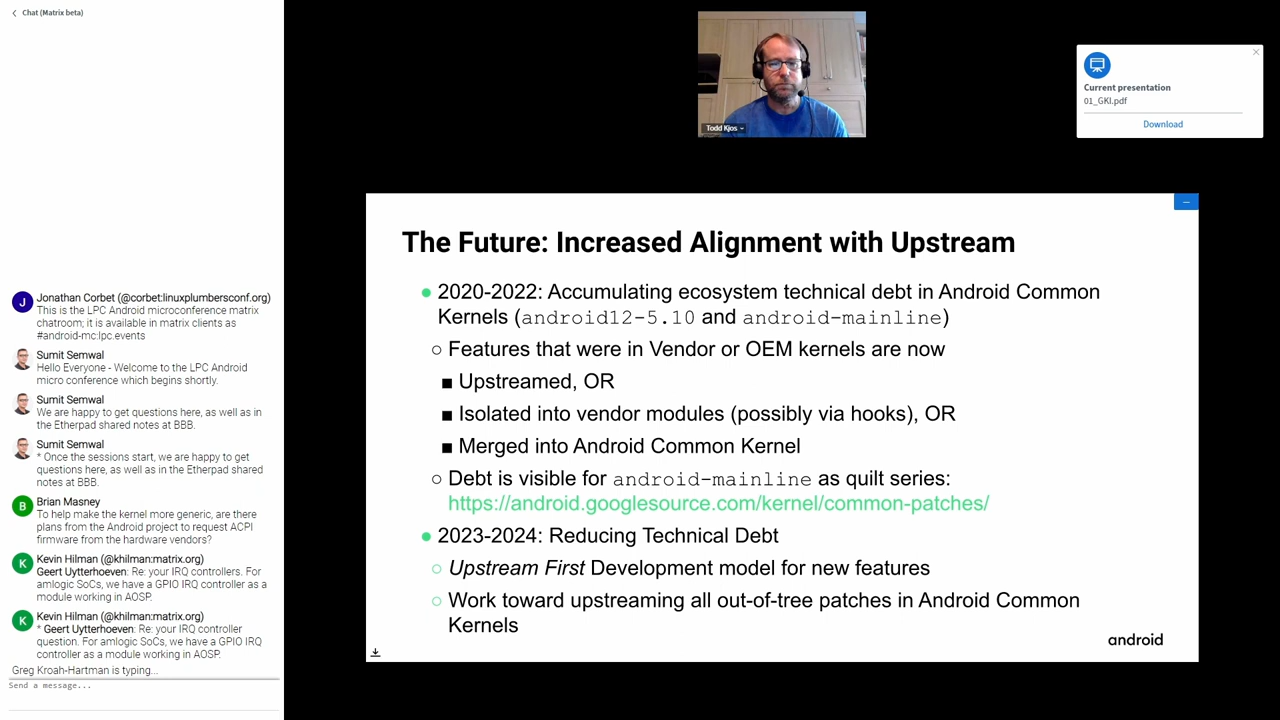 Chat (Matrix beta)
Jonathan Corbet (@corbet:linuxplumbersconf.org)
This is the LPC Android microconference matrix
chatroom; it is available in matrix clients as
#android-mc:lpc.events
Sumit Semwal
Hello Everyone - Welcome to the LPC Android
micro conference which begins shortly.
Sumit Semwal
We are happy to get questions here, as well as in
the Etherpad shared notes at BBB.
Sumit Semwal
* Once the sessions start, we are happy to get
questions here, as well as in the Etherpad shared
notes at BBB.
B
Brian Masney
To help make the kernel more generic, are there
plans from the Android project to request ACPI
firmware from the hardware vendors?
K
Kevin Hilman (@khilman:matrix.org)
Geert Uytterhoeven: Re: your IRQ controllers. For
amlogic SoCs, we have a GPIO IRQ controller as a
module working in AOSP.
K
Kevin Hilman (@khilman:matrix.org)
* Geert Uytterhoeven: Re: your IRQ controller
question. For amlogic SoCs, we have a GPIO IRQ
controller as a module working in AOSP.
J
Greg Kroah-Hartman is typing...
Send a message...
Todd Kjos
Current presentation
01_GKI.pdf
Download
The Future: Increased Alignment with Upstream
● 2020-2022: Accumulating ecosystem technical debt in Android Common
Kernels (android12-5.10 and android-mainline)
○ Features that were in Vendor or OEM kernels are now
■ Upstreamed, OR
■ Isolated into vendor modules (possibly via hooks), OR
■ Merged into Android Common Kernel
○ Debt is visible for android-mainline as quilt series:
https://android.googlesource.com/kernel/common-patches/
● 2023-2024: Reducing Technical Debt
○ Upstream First Development model for new features
○ Work toward upstreaming all out-of-tree patches in Android Common
Kernels
android